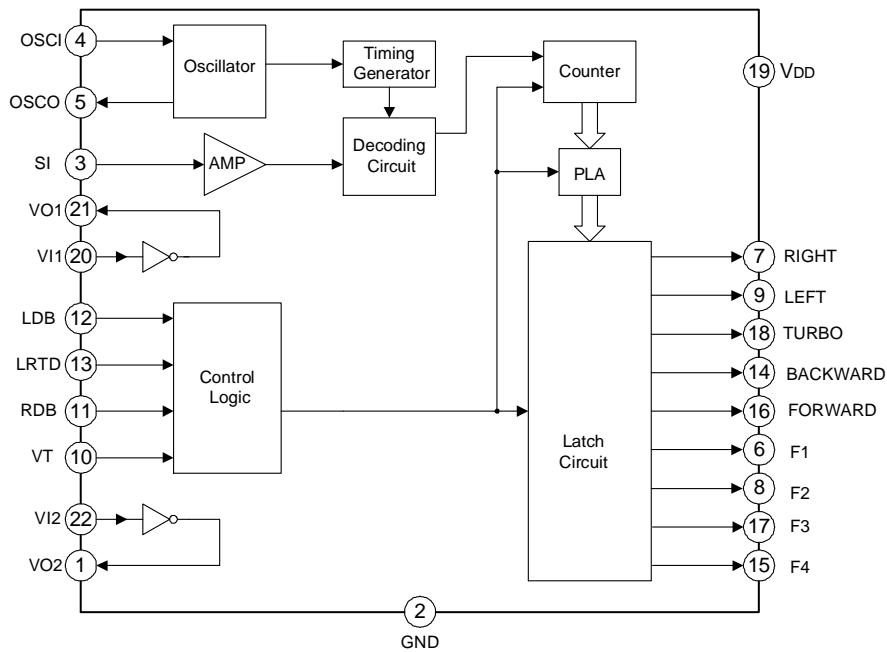 OSCI
4
Oscillator
Timing
Generator
Counter
19
VDD
OSCO
5
SI
3
AMP
Decoding
Circuit
PLA
VO1
21
VI1
20
7
RIGHT
9
LEFT
LDB
12
18
TURBO
LRTD
13
Control
Logic
14
BACKWARD
RDB
11
16
FORWARD
VT
10
Latch
Circuit
6
F1
8
F2
VI2
22
17
F3
VO2
1
15
F4
2
GND